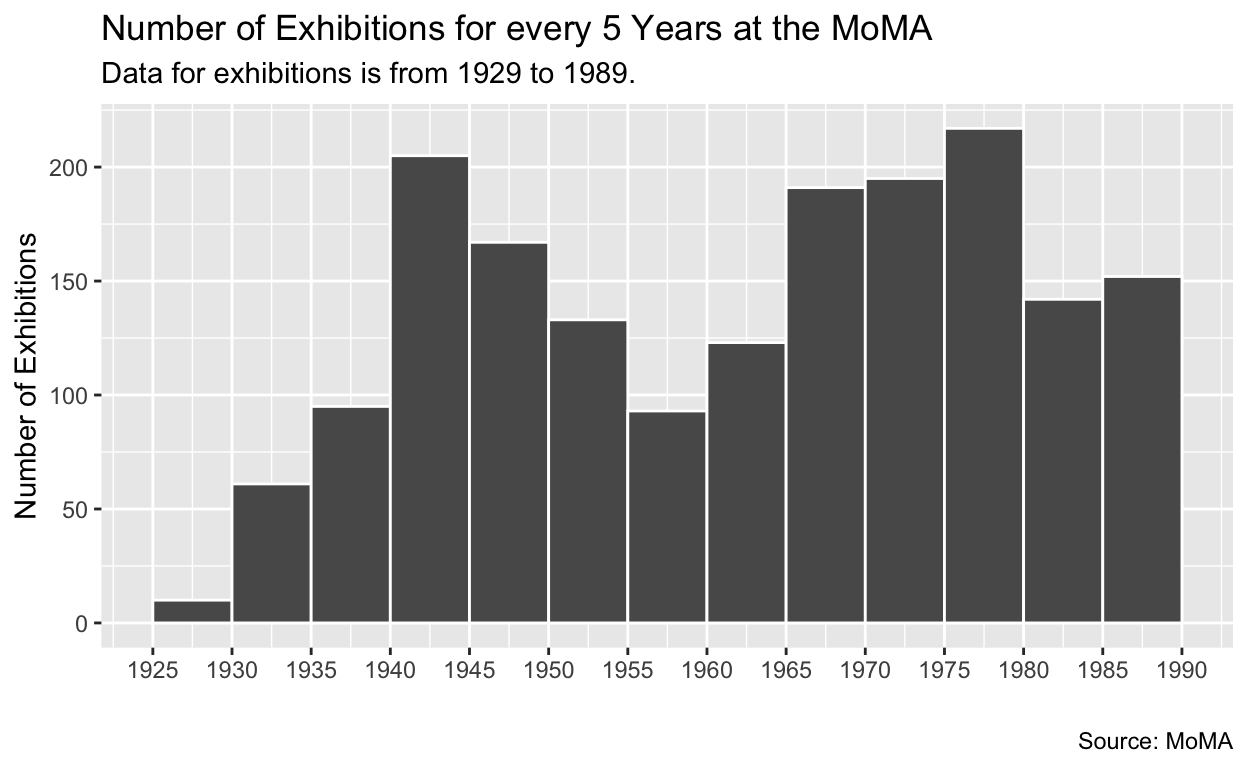 Number of Exhibitions for every 5 Years at the MoMA
Data for exhibitions is from 1929 to 1989.
Number of Exhibitions
200
150
100
50
0
1925 1930 1935 1940 1945 1950 1955 1960 1965 1970 1975 1980 1985 1990
Source: MoMA